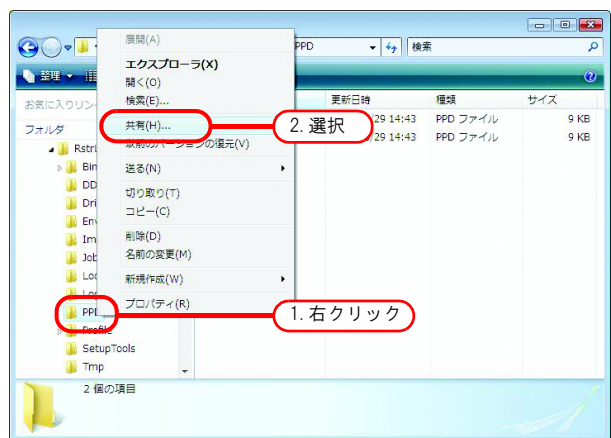 PPD
検索
整理
お気に入りリン
フォルダ
展開(A)
エクスプローラ(X)
開く(O)
検索(E)...
共有(H)...
以前のバージョンの復元(V)
送る(N)
切り取り(T)
コピー(C)
削除(D)
名前の変更(M)
新規作成(W)
プロパティ(R)
2. 選択
1. 右クリック
更新日時 種類 サイズ
/29 14:43 PPD ファイル 9 KB
/29 14:43 PPD ファイル 9 KB
Bin
DD
Dri
Im
Job
PPD
Profile
SetupTools
Tmp
2 個の項目